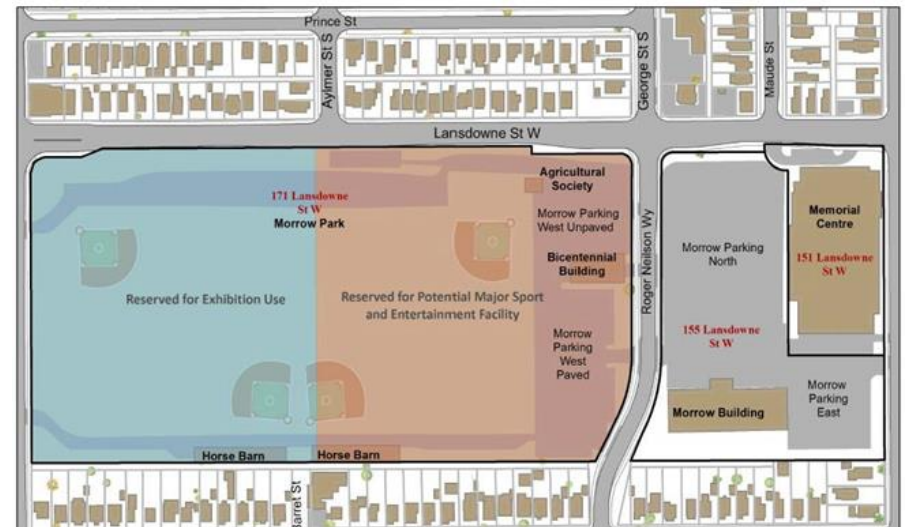 Prince St
Aylmer St S
George St S
Maude St
Lansdowne St W
171 Lansdowne
St W
Morrow Park
Agricultural
Society
Morrow Parking
West Unpaved
Bicentennial
Building
Roger Neilson Wy
Morrow Parking
North
Memorial
Centre
151 Lansdowne
St W
Reserved for Exhibition Use
Reserved for Potential Major Sport
and Entertainment Facility
155 Lansdowne
St W
Morrow
Parking
West
Paved
Morrow
Parking
East
Morrow Building
Horse Barn
Horse Barn
Barret St